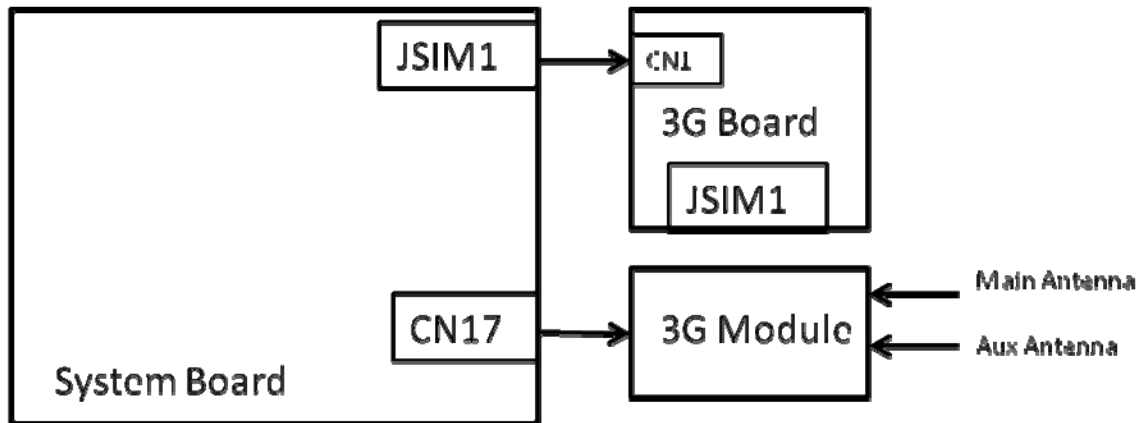 JSIM1
CN1
3G Board
JSIM1
Main Antenna
CN17
3G Module
Aux Antenna
System Board